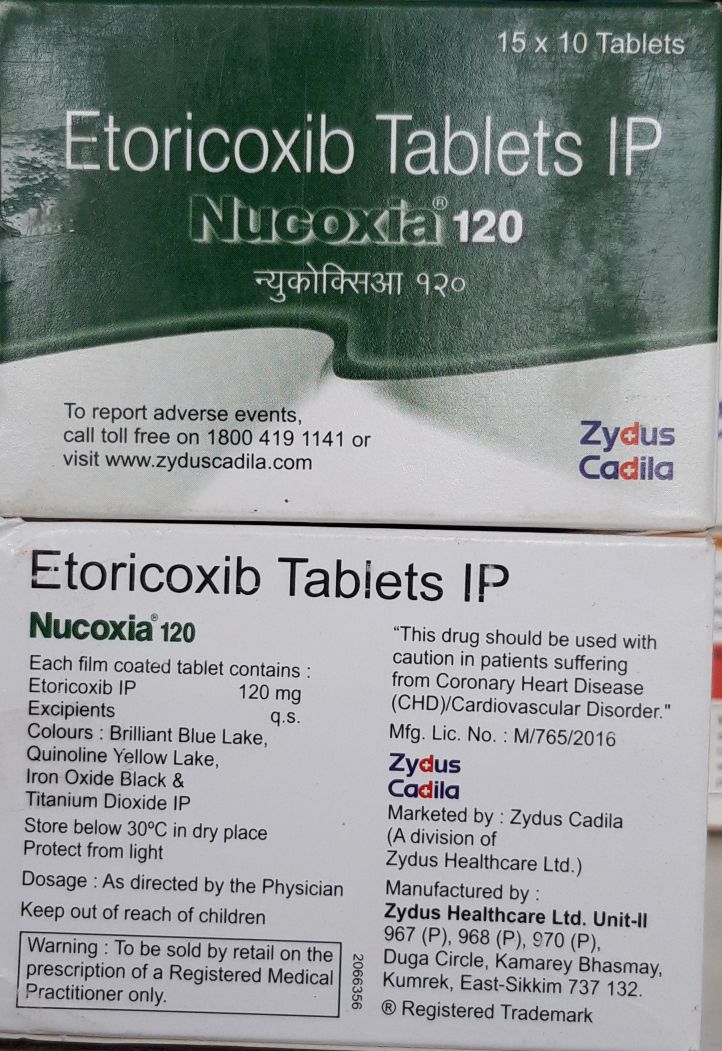 15 x 10 Tablets
Etoricoxib Tablets IP
Nucoxia® 120
न्युकोक्सिआ १२०
To report adverse events,
call toll free on 1800 419 1141 or
visit www.zyduscadila.com
Zydus
Cadila
Etoricoxib Tablets IP
Nucoxia® 120
Each film coated tablet contains :
Etoricoxib IP 120 mg
Excipients q.s.
Colours : Brilliant Blue Lake,
Quinoline Yellow Lake,
Iron Oxide Black &
Titanium Dioxide IP
Store below 30ºC in dry place
Protect from light
Dosage : As directed by the Physician
Keep out of reach of children
Warning : To be sold by retail on the
prescription of a Registered Medical
Practitioner only.
2066356
"This drug should be used with
caution in patients suffering
from Coronary Heart Disease
(CHD)/Cardiovascular Disorder."
Mfg. Lic. No. : M/765/2016
Zydus
Cadila
Marketed by : Zydus Cadila
(A division of
Zydus Healthcare Ltd.)
Manufactured by :
Zydus Healthcare Ltd. Unit-II
967 (P), 968 (P), 970 (P),
Duga Circle, Kamarey Bhasmay,
Kumrek, East-Sikkim 737 132.
® Registered Trademark